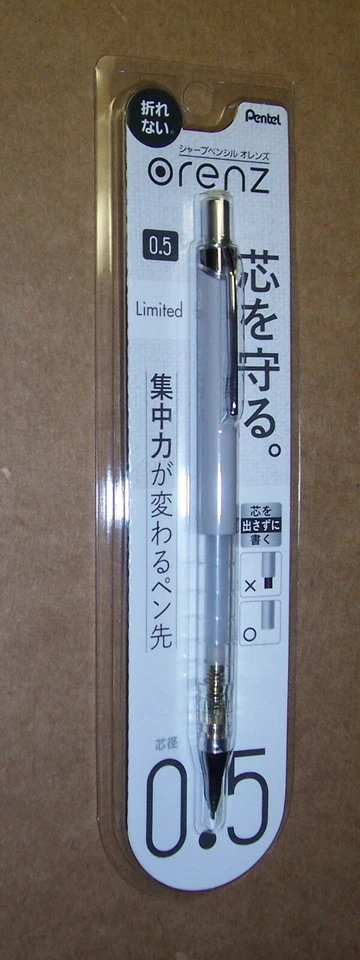 折れ
ない。
Pentel
シャープペンシル オレンズ
orenz
0.5
Limited
芯を守る。
集中力が変わるペン先
芯を
出さずに
書く
×
○
芯径
0.5